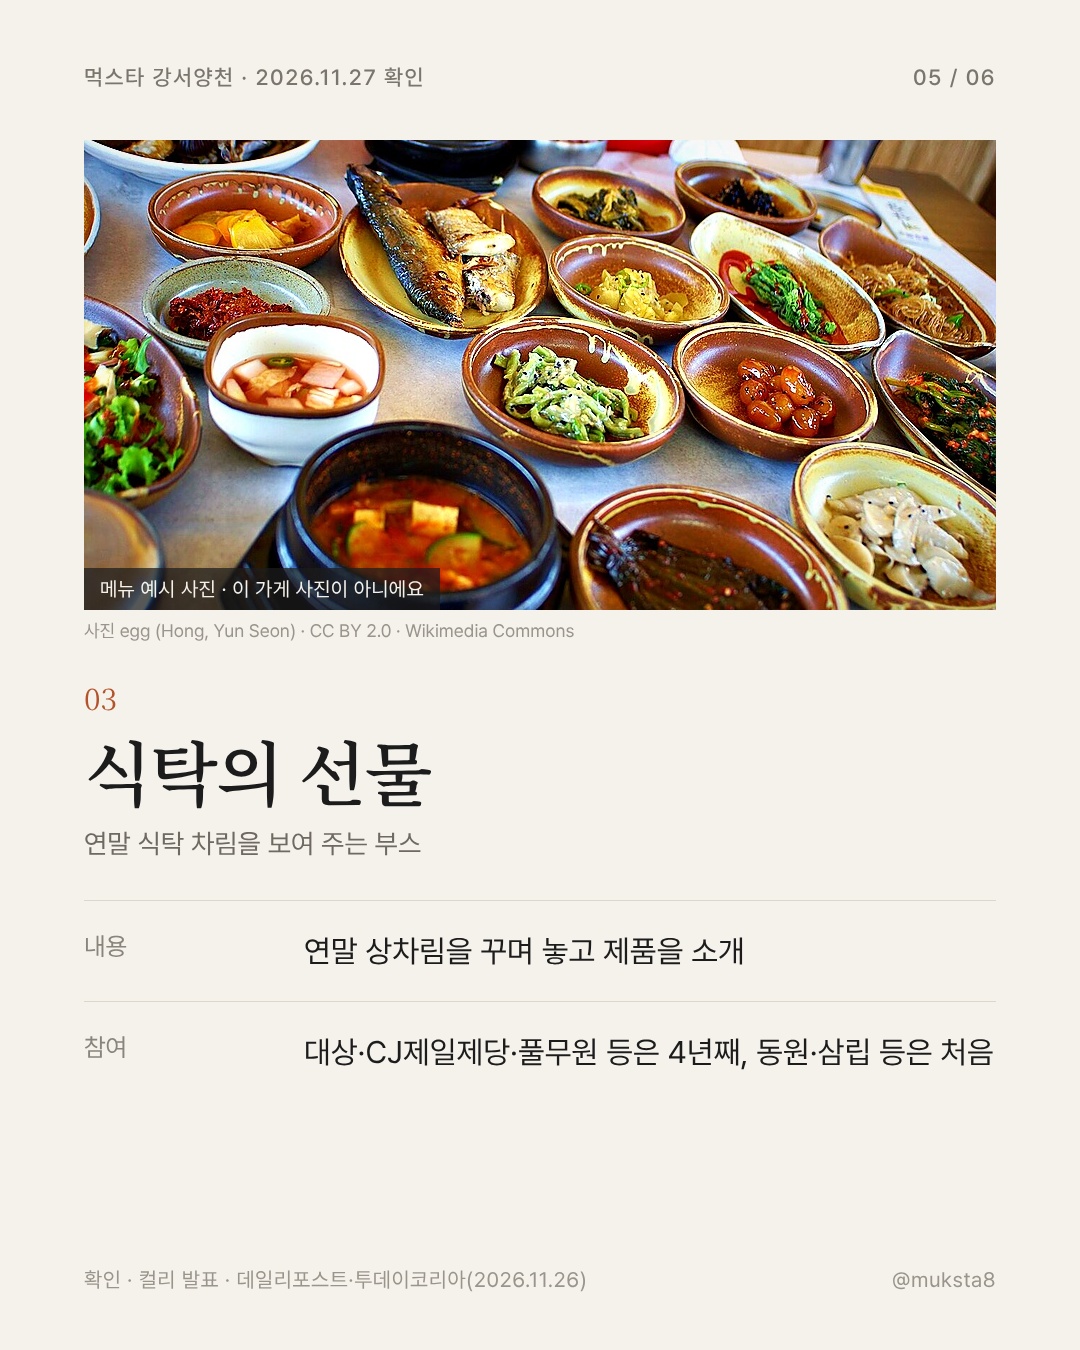 먹스타 강서양천 · 2026.11.27 확인
05 / 06
메뉴 예시 사진 · 이 가게 사진이 아니에요
사진 egg (Hong, Yun Seon) · CC BY 2.0 · Wikimedia Commons
03
식탁의 선물
연말 식탁 차림을 보여 주는 부스
내용
연말 상차림을 꾸며 놓고 제품을 소개
참여
대상·CJ제일제당·풀무원 등은 4년째, 동원·삼립 등은 처음
확인 · 컬리 발표 · 데일리포스트·투데이코리아(2026.11.26)
@muksta8